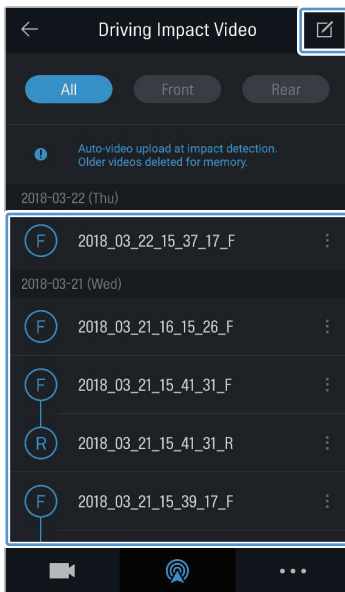 Driving Impact Video
All Front Rear
Auto-video upload at impact detection.
Older videos deleted for memory.
2018-03-22 (Thu)
F 2018_03_22_15_37_17_F
2018-03-21 (Wed)
F 2018_03_21_16_15_26_F
F 2018_03_21_15_41_31_F
R 2018_03_21_15_41_31_R
F 2018_03_21_15_39_17_F